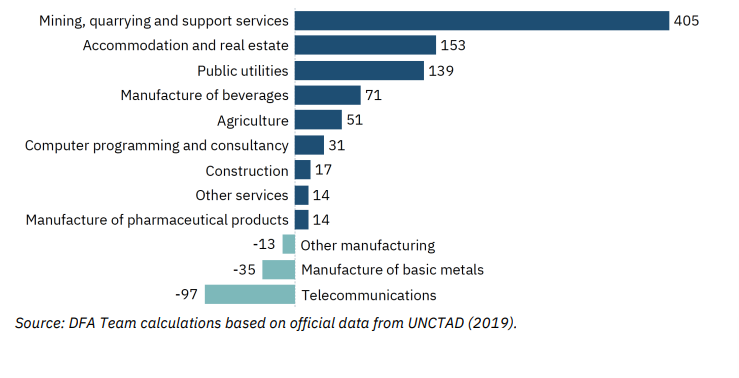 Mining, quarrying and support services 405
Accommodation and real estate 153
Public utilities 139
Manufacture of beverages 71
Agriculture 51
Computer programming and consultancy 31
Construction 17
Other services 14
Manufacture of pharmaceutical products 14
-13 Other manufacturing
-35 Manufacture of basic metals
-97 Telecommunications
Source: DFA Team calculations based on official data from UNCTAD (2019).